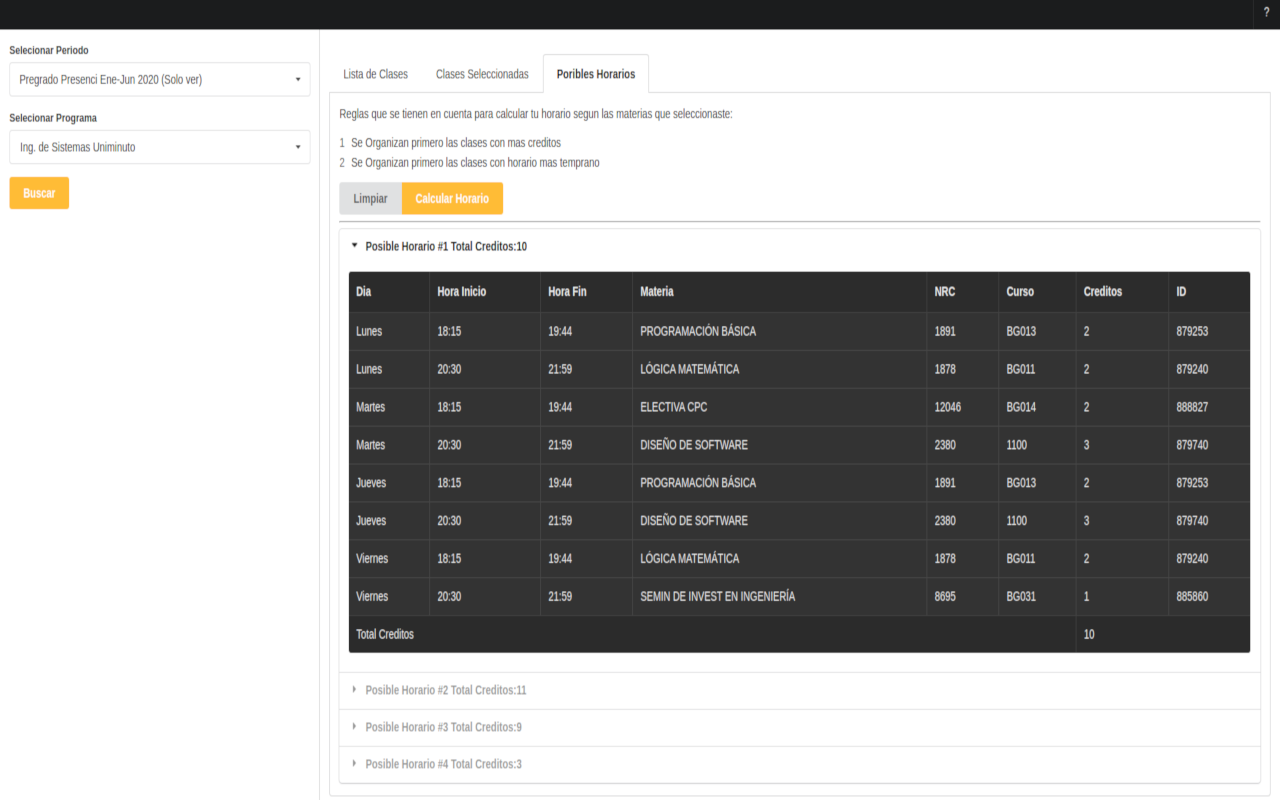 ?
Selecionar Periodo
Pregrado Presenci Ene-Jun 2020 (Solo ver)
Selecionar Programa
Ing. de Sistemas Uniminuto
Buscar
Lista de Clases Clases Seleccionadas Poribles Horarios
Reglas que se tienen en cuenta para calcular tu horario segun las materias que seleccionaste:
1 Se Organizan primero las clases con mas creditos
2 Se Organizan primero las clases con horario mas temprano
Limpiar Calcular Horario
Posible Horario #1 Total Creditos:10
Dia Hora Inicio Hora Fin Materia NRC Curso Creditos ID
Lunes 18:15 19:44 PROGRAMACIÓN BÁSICA 1891 BG013 2 879253
Lunes 20:30 21:59 LÓGICA MATEMÁTICA 1878 BG011 2 879240
Martes 18:15 19:44 ELECTIVA CPC 12046 BG014 2 888827
Martes 20:30 21:59 DISEÑO DE SOFTWARE 2380 1100 3 879740
Jueves 18:15 19:44 PROGRAMACIÓN BÁSICA 1891 BG013 2 879253
Jueves 20:30 21:59 DISEÑO DE SOFTWARE 2380 1100 3 879740
Viernes 18:15 19:44 LÓGICA MATEMÁTICA 1878 BG011 2 879240
Viernes 20:30 21:59 SEMIN DE INVEST EN INGENIERÍA 8695 BG031 1 885860
Total Creditos 10
Posible Horario #2 Total Creditos:11
Posible Horario #3 Total Creditos:9
Posible Horario #4 Total Creditos:3